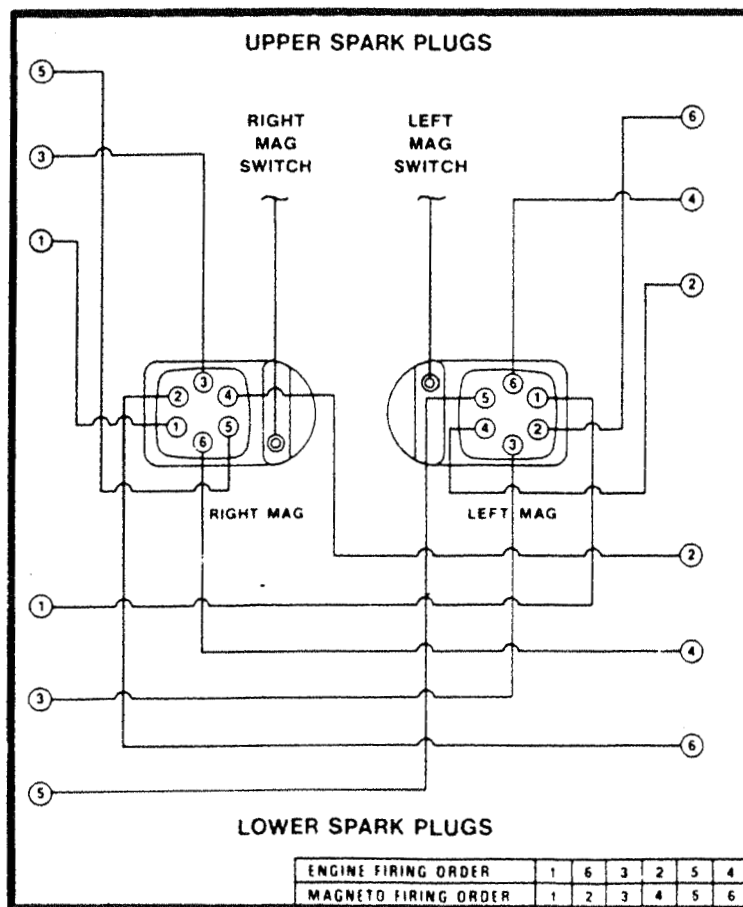 UPPER SPARK PLUGS
5
3
1
RIGHT
MAG
SWITCH
LEFT
MAG
SWITCH
6
4
2
3
2 4
1 5
6
RIGHT MAG
6
5 1
4 2
3
LEFT MAG
1
3
5
2
4
6
LOWER SPARK PLUGS
ENGINE FIRING ORDER 1 6 3 2 5 4
MAGNETO FIRING ORDER 1 2 3 4 5 6